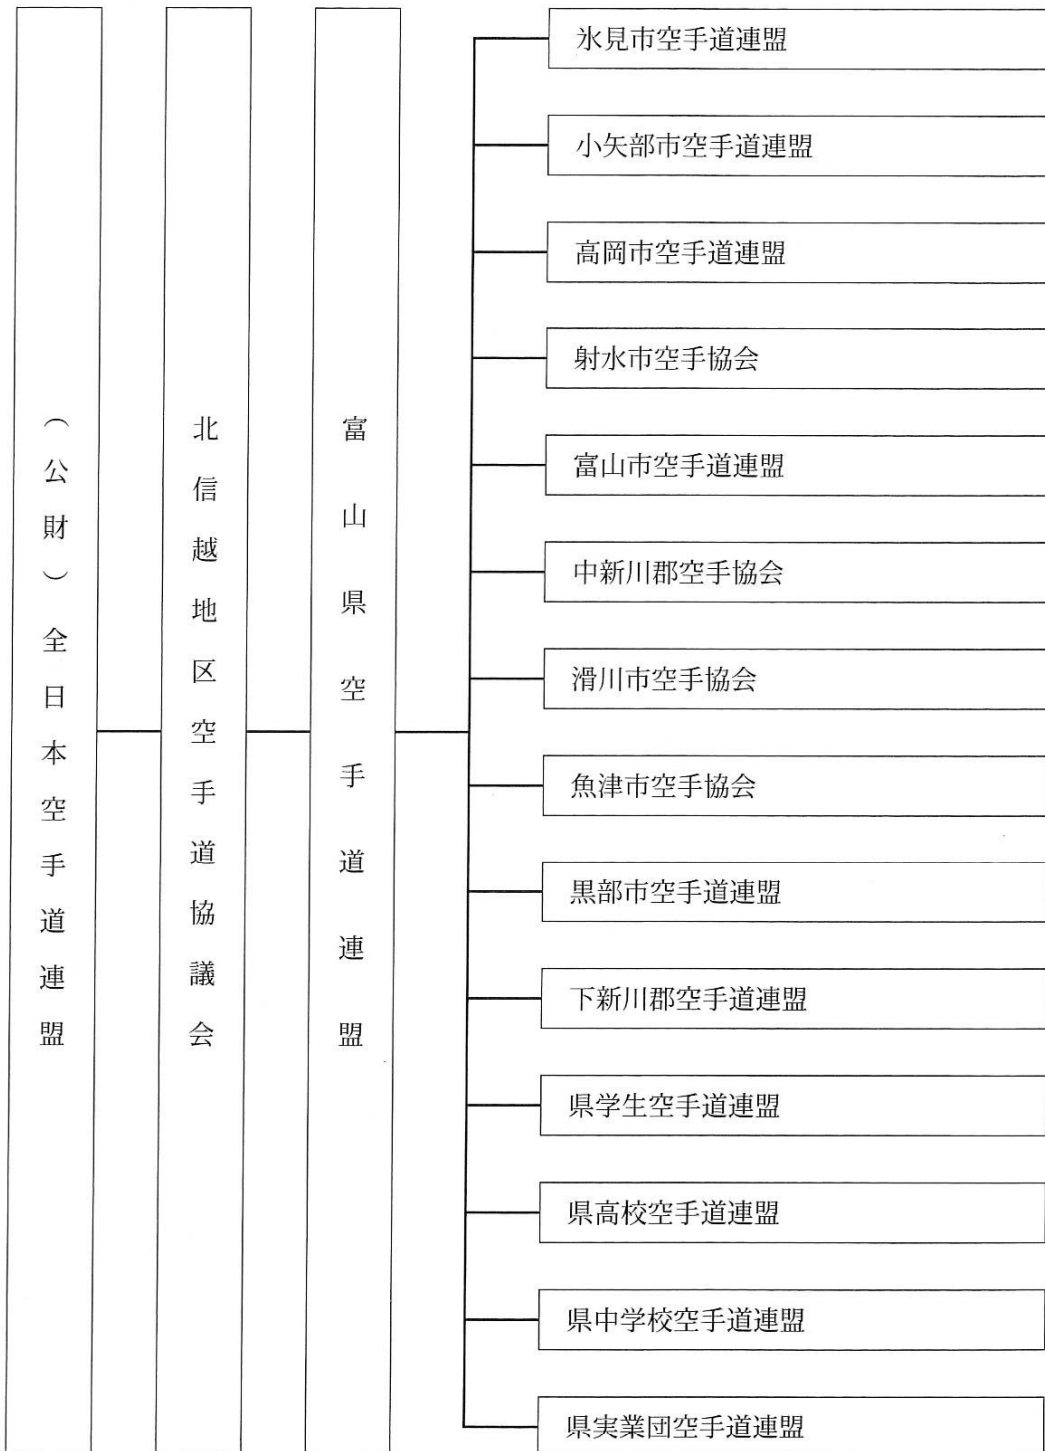 （公財）全日本空手道連盟
北信越地区空手道協議会
富山県空手道連盟
氷見市空手道連盟
小矢部市空手道連盟
高岡市空手道連盟
射水市空手協会
富山市空手道連盟
中新川郡空手協会
滑川市空手協会
魚津市空手協会
黒部市空手道連盟
下新川郡空手道連盟
県学生空手道連盟
県高校空手道連盟
県中学校空手道連盟
県実業団空手道連盟